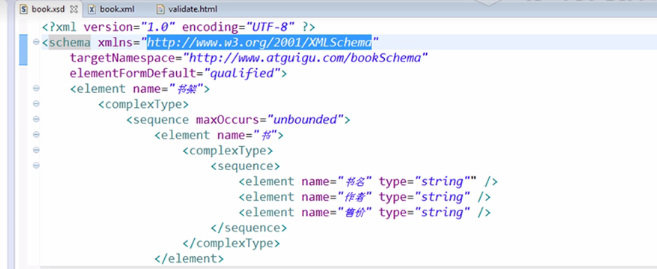 book.xsd book.xml validate.html
<?xml version="1.0" encoding="UTF-8" ?>
<schema xmlns="http://www.w3.org/2001/XMLSchema"
targetNamespace="http://www.atguigu.com/bookSchema"
elementFormDefault="qualified">
<element name="书架">
<complexType>
<sequence maxOccurs="unbounded">
<element name="书">
<complexType>
<sequence>
<element name="书名" type="string"" />
<element name="作者" type="string" />
<element name="售价" type="string" />
</sequence>
</complexType>
</element>